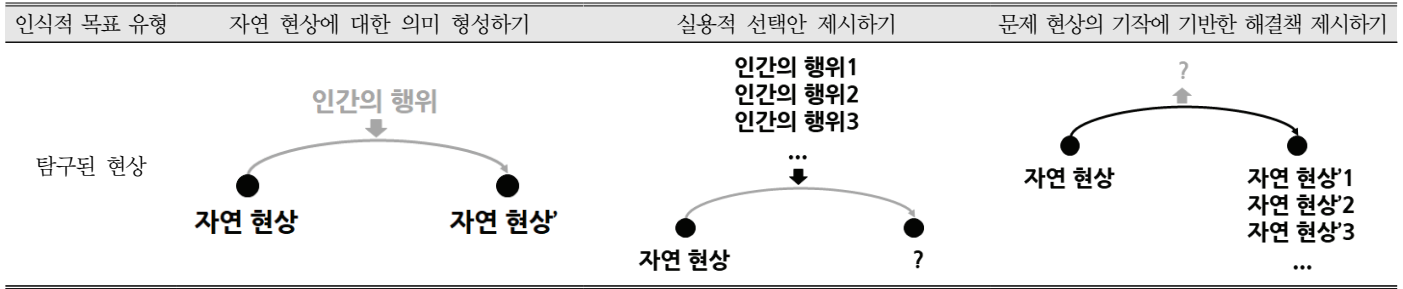 인식적 목표 유형 자연 현상에 대한 의미 형성하기 실용적 선택안 제시하기 문제 현상의 기작에 기반한 해결책 제시하기
탐구된 현상
인간의 행위
자연 현상 자연 현상’
인간의 행위1
인간의 행위2
인간의 행위3
...
자연 현상 ?
?
자연 현상 자연 현상’1
자연 현상’2
자연 현상’3
...